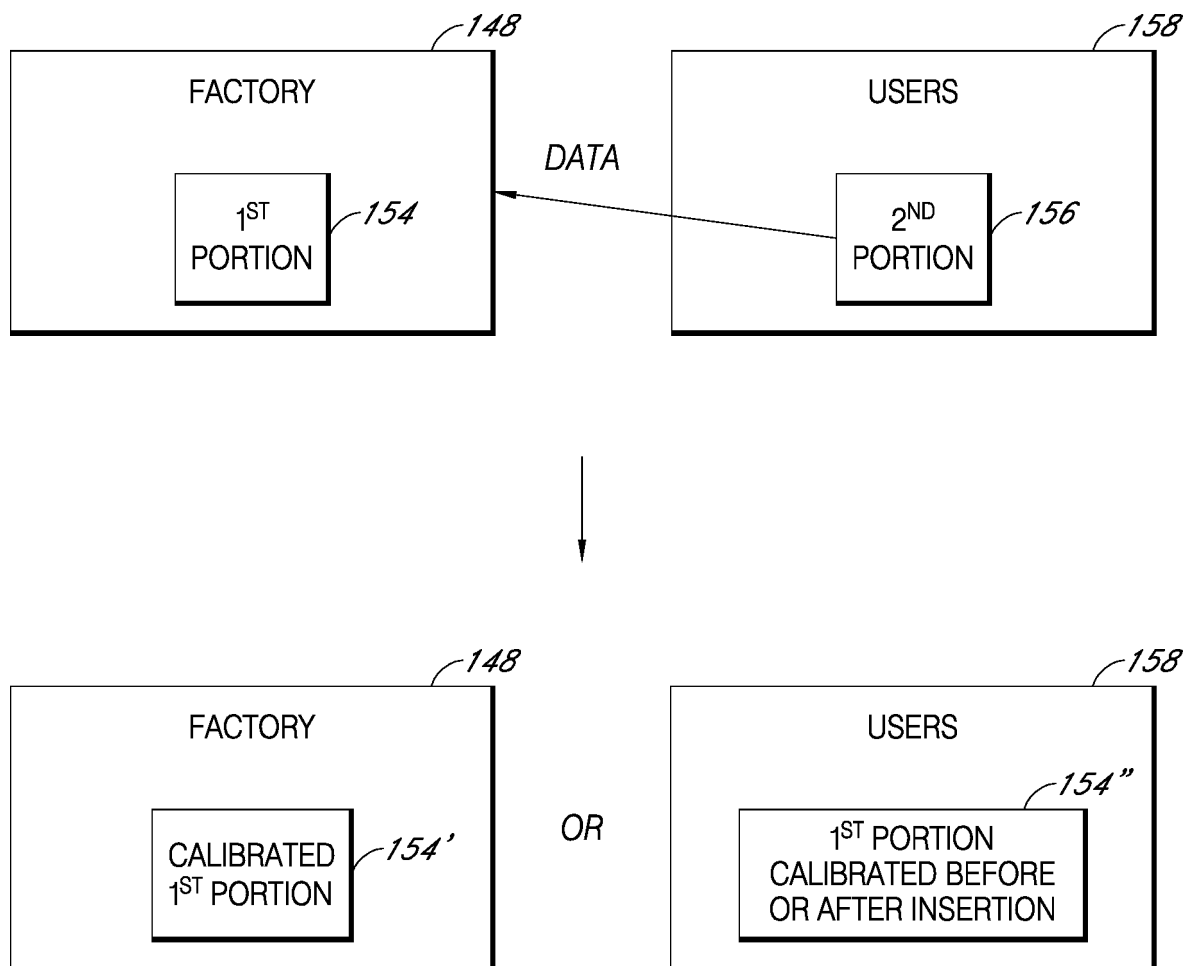 148
158
FACTORY
USERS
DATA
1ST
PORTION
154
2ND
PORTION
156
148
158
FACTORY
USERS
154”
OR
CALIBRATED
1ST PORTION
154’
1ST PORTION
CALIBRATED BEFORE
OR AFTER INSERTION